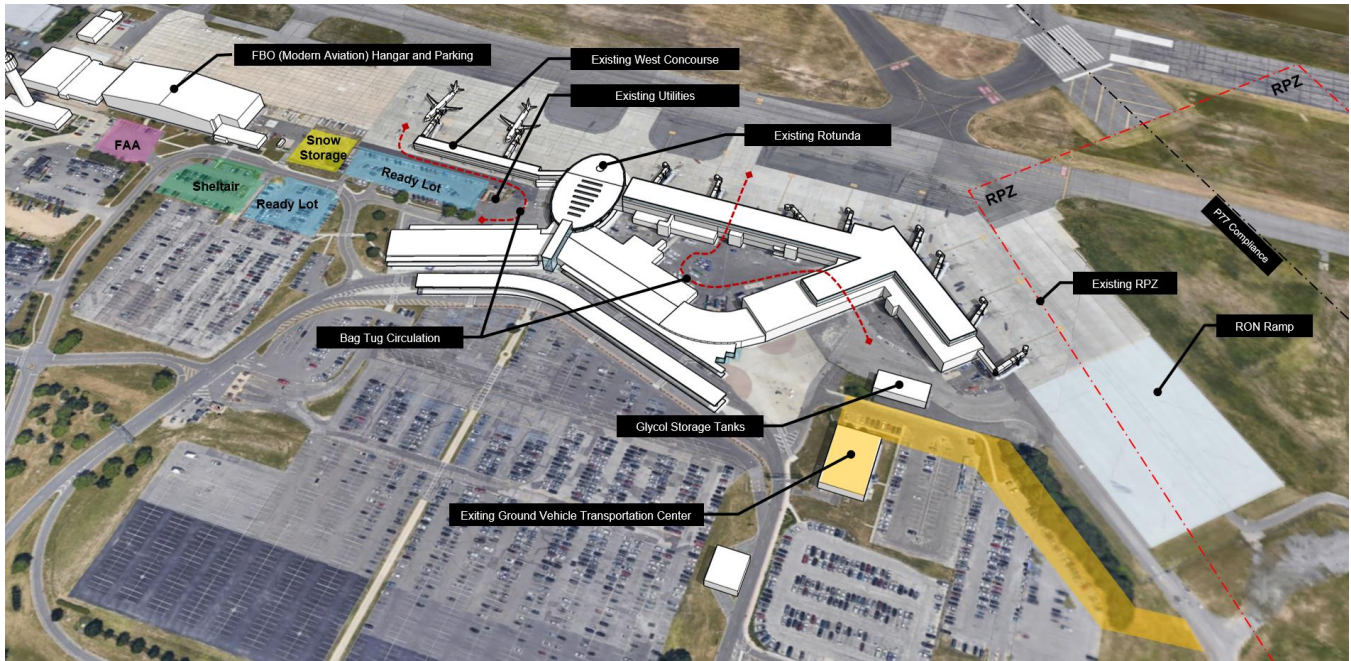 FBO (Modern Aviation) Hangar and Parking
Existing West Concourse
Existing Utilities
Existing Rotunda
RPZ
FAA
Snow
Storage
Ready Lot
Sheltair
Ready Lot
RPZ
P77 Compliance
Existing RPZ
RON Ramp
Bag Tug Circulation
Glycol Storage Tanks
Exiting Ground Vehicle Transportation Center